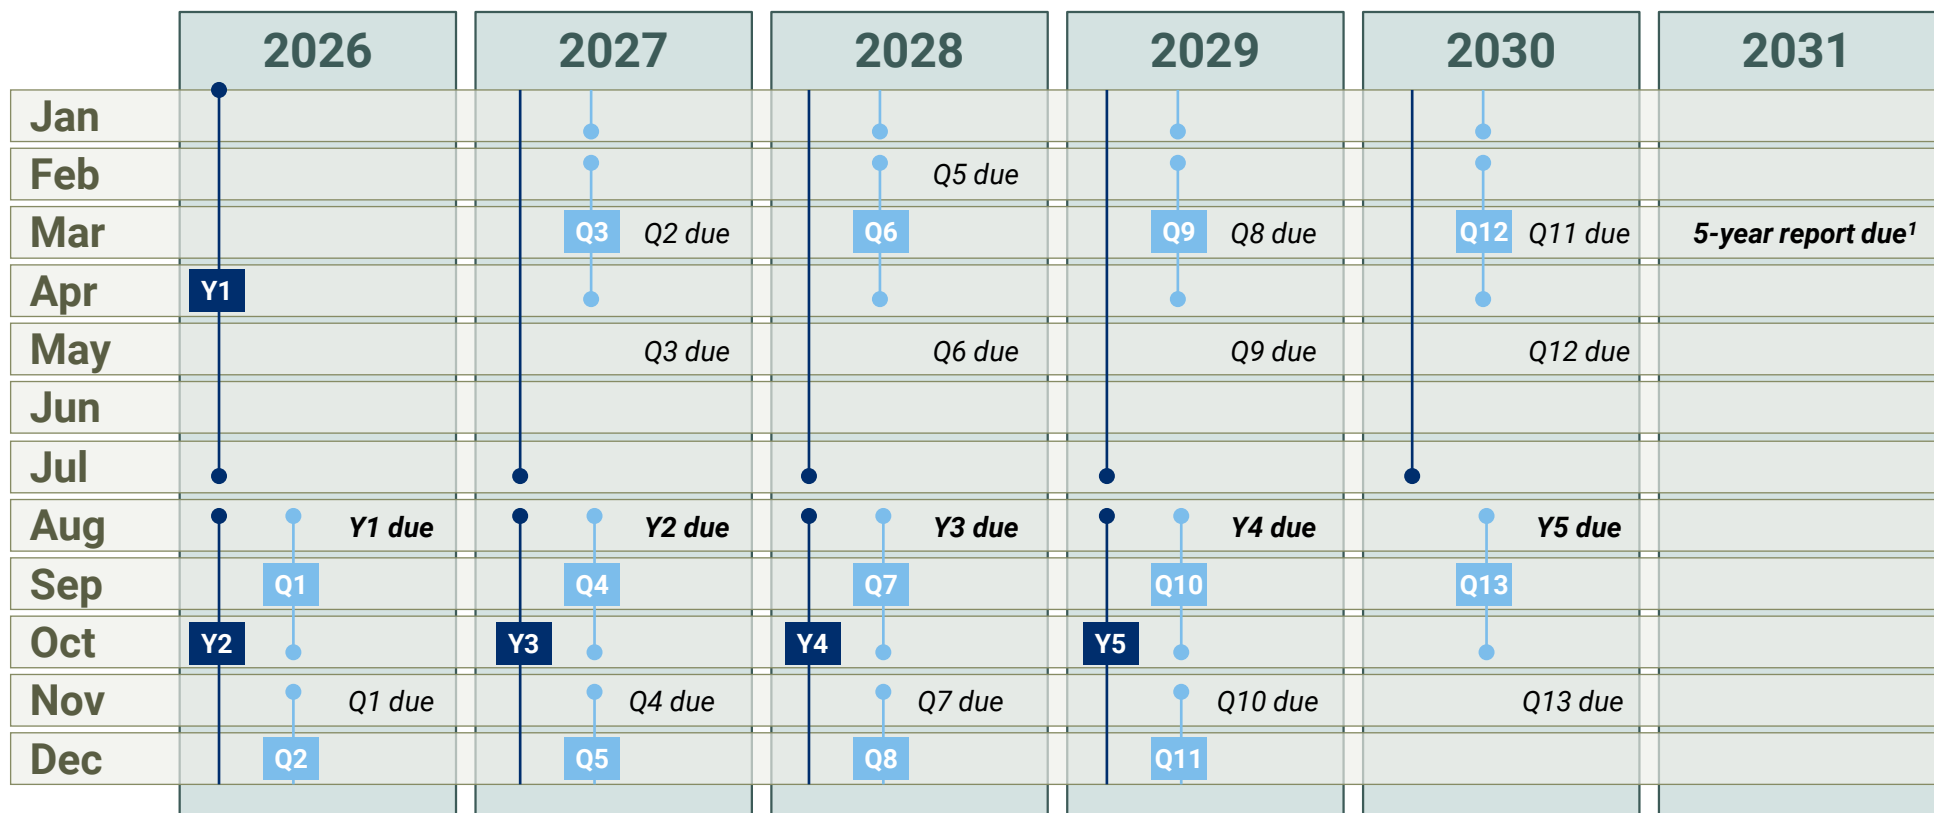 2026 2027 2028 2029 2030 2031
Jan
Feb Q5 due
Mar Q3 Q2 due Q6 Q9 Q8 due Q12 Q11 due 5-year report due¹
Apr Y1
May Q3 due Q6 due Q9 due Q12 due
Jun
Jul
Aug Y1 due Y2 due Y3 due Y4 due Y5 due
Sep Q1 Q4 Q7 Q10 Q13
Oct Y2 Y3 Y4 Y5
Nov Q1 due Q4 due Q7 due Q10 due Q13 due
Dec Q2 Q5 Q8 Q11